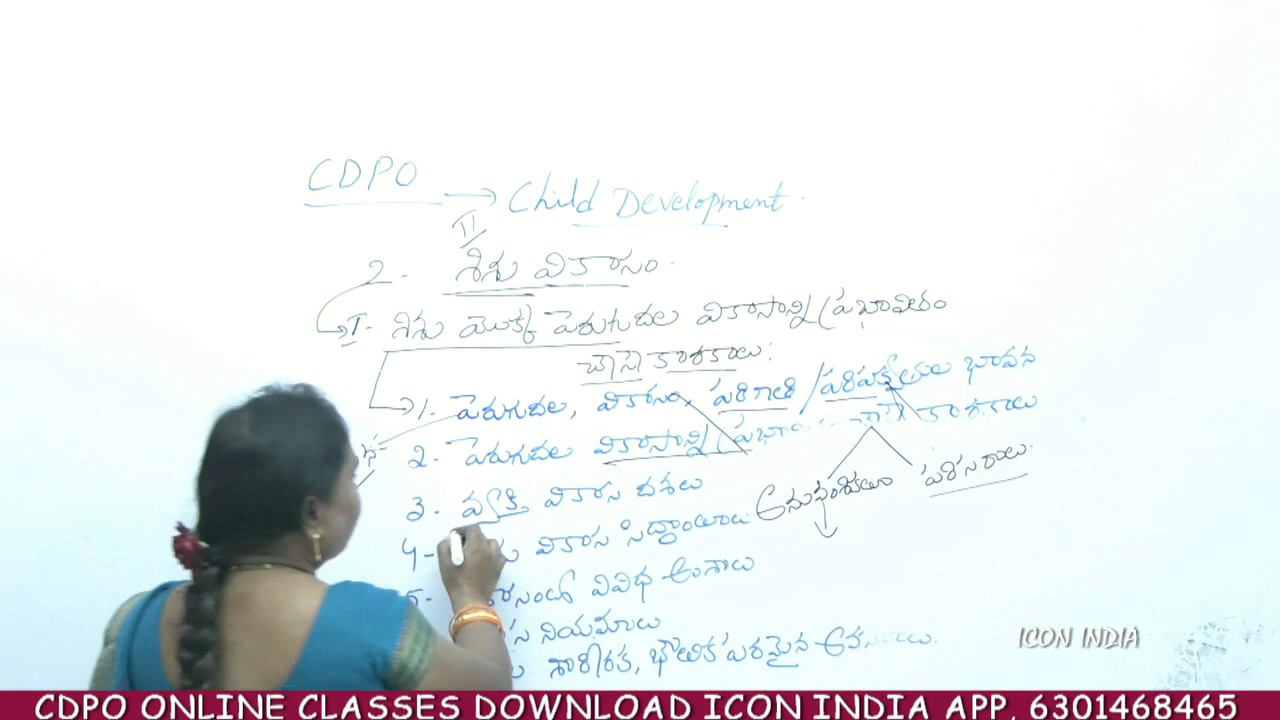 CDPO → Child Development
II
2- శిశు వికాసం
I- శిశు యొక్క పెరుగుదల వికాసాన్ని ప్రభావితం
చేసే కారకాలు:
1. పెరుగుదల, వికాసం, పరిణతి / పరిపక్వతల భావన
2- పెరుగుదల వికాసాన్ని చేసే కారకాలు
అనువంశికత పరిసరాలు
3- వ్యక్తి వికాస దశలు
4- వికాస సిద్ధాంతాలు
5- వివిధ అంశాలు
నియమాలు
శారీరక, భౌతిక పరమైన అవసరాలు
ICON INDIA
CDPO ONLINE CLASSES DOWNLOAD ICON INDIA APP, 6301468465